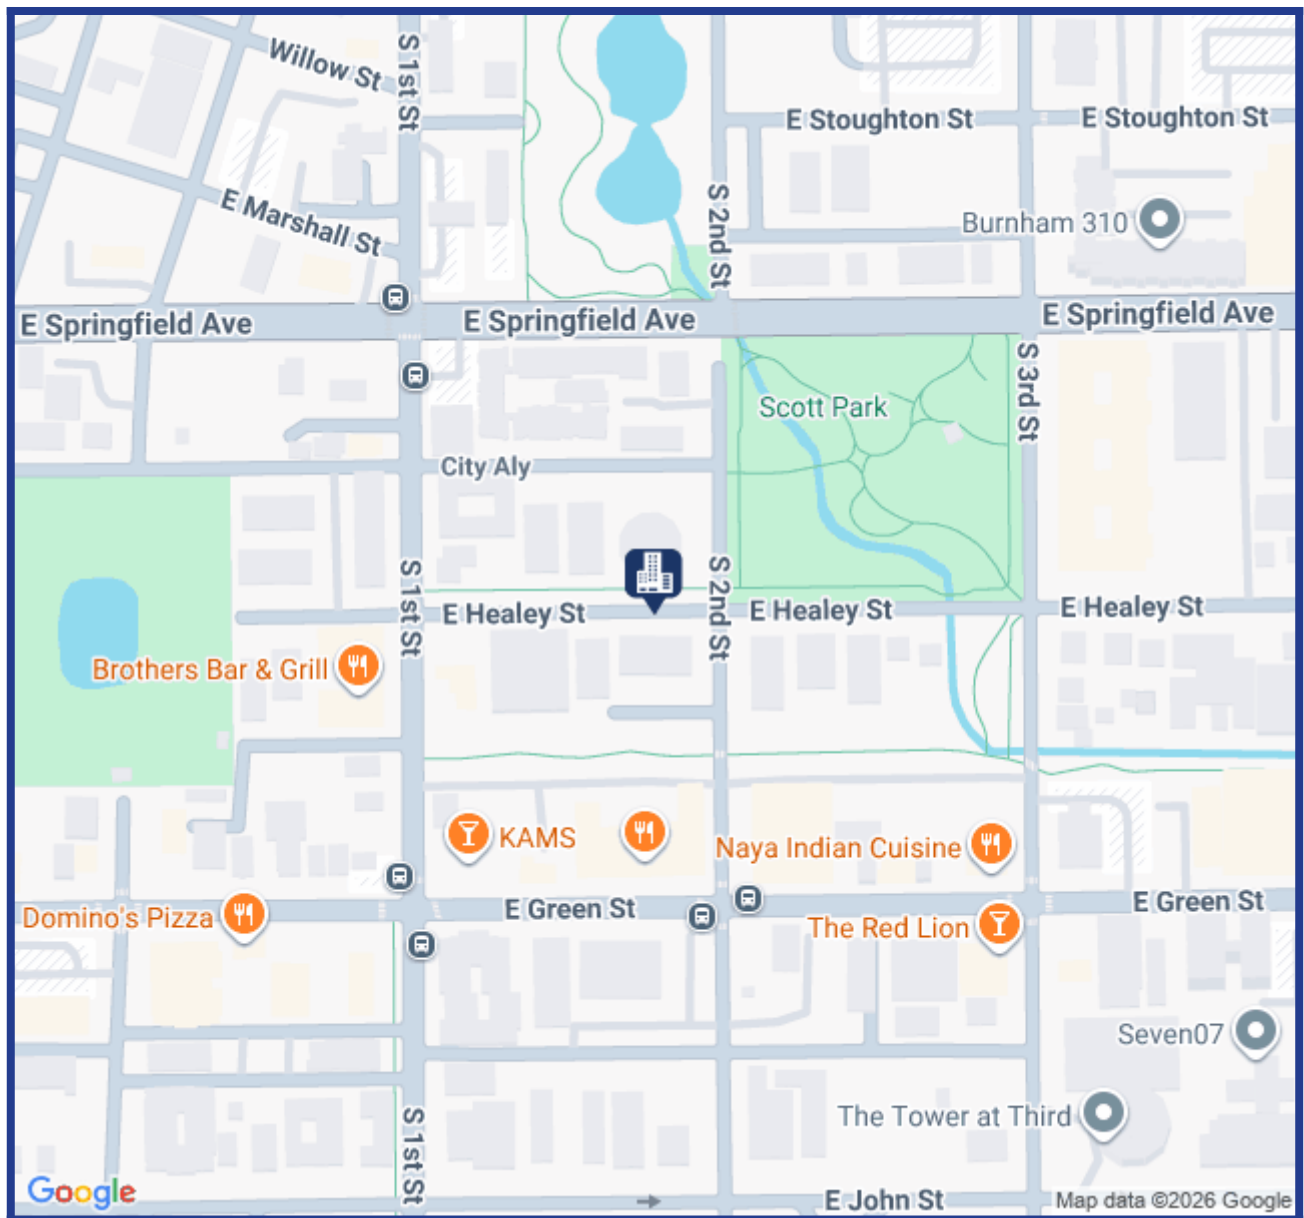 Willow St
S 1st St
E Stoughton St
E Stoughton St
E Marshall St
S 2nd St
Burnham 310
E Springfield Ave
E Springfield Ave
E Springfield Ave
S 3rd St
Scott Park
City Aly
S 1st St
S 2nd St
E Healey St
E Healey St
E Healey St
Brothers Bar & Grill
KAMS
Naya Indian Cuisine
E Green St
E Green St
Domino's Pizza
The Red Lion
Seven07
The Tower at Third
S 1st St
Google
E John St
Map data ©2026 Google